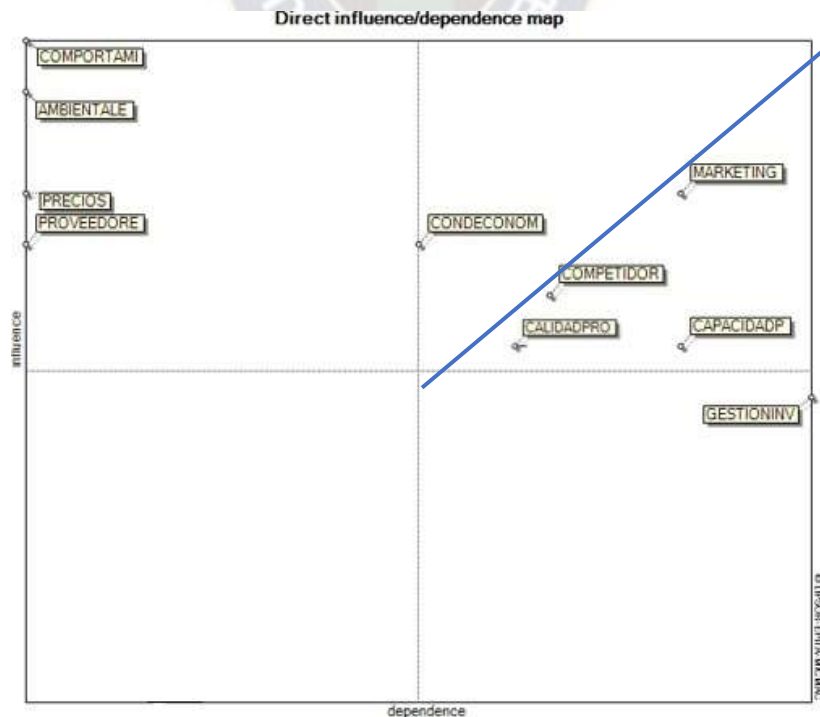 Direct influence/dependence map
COMPORTAMI
AMBIENTALE
MARKETING
PRECIOS
PROVEEDORE
CONDECONOM
COMPETIDOR
CALIDADPRO
CAPACIDADP
influence
GESTIONINV
dependence